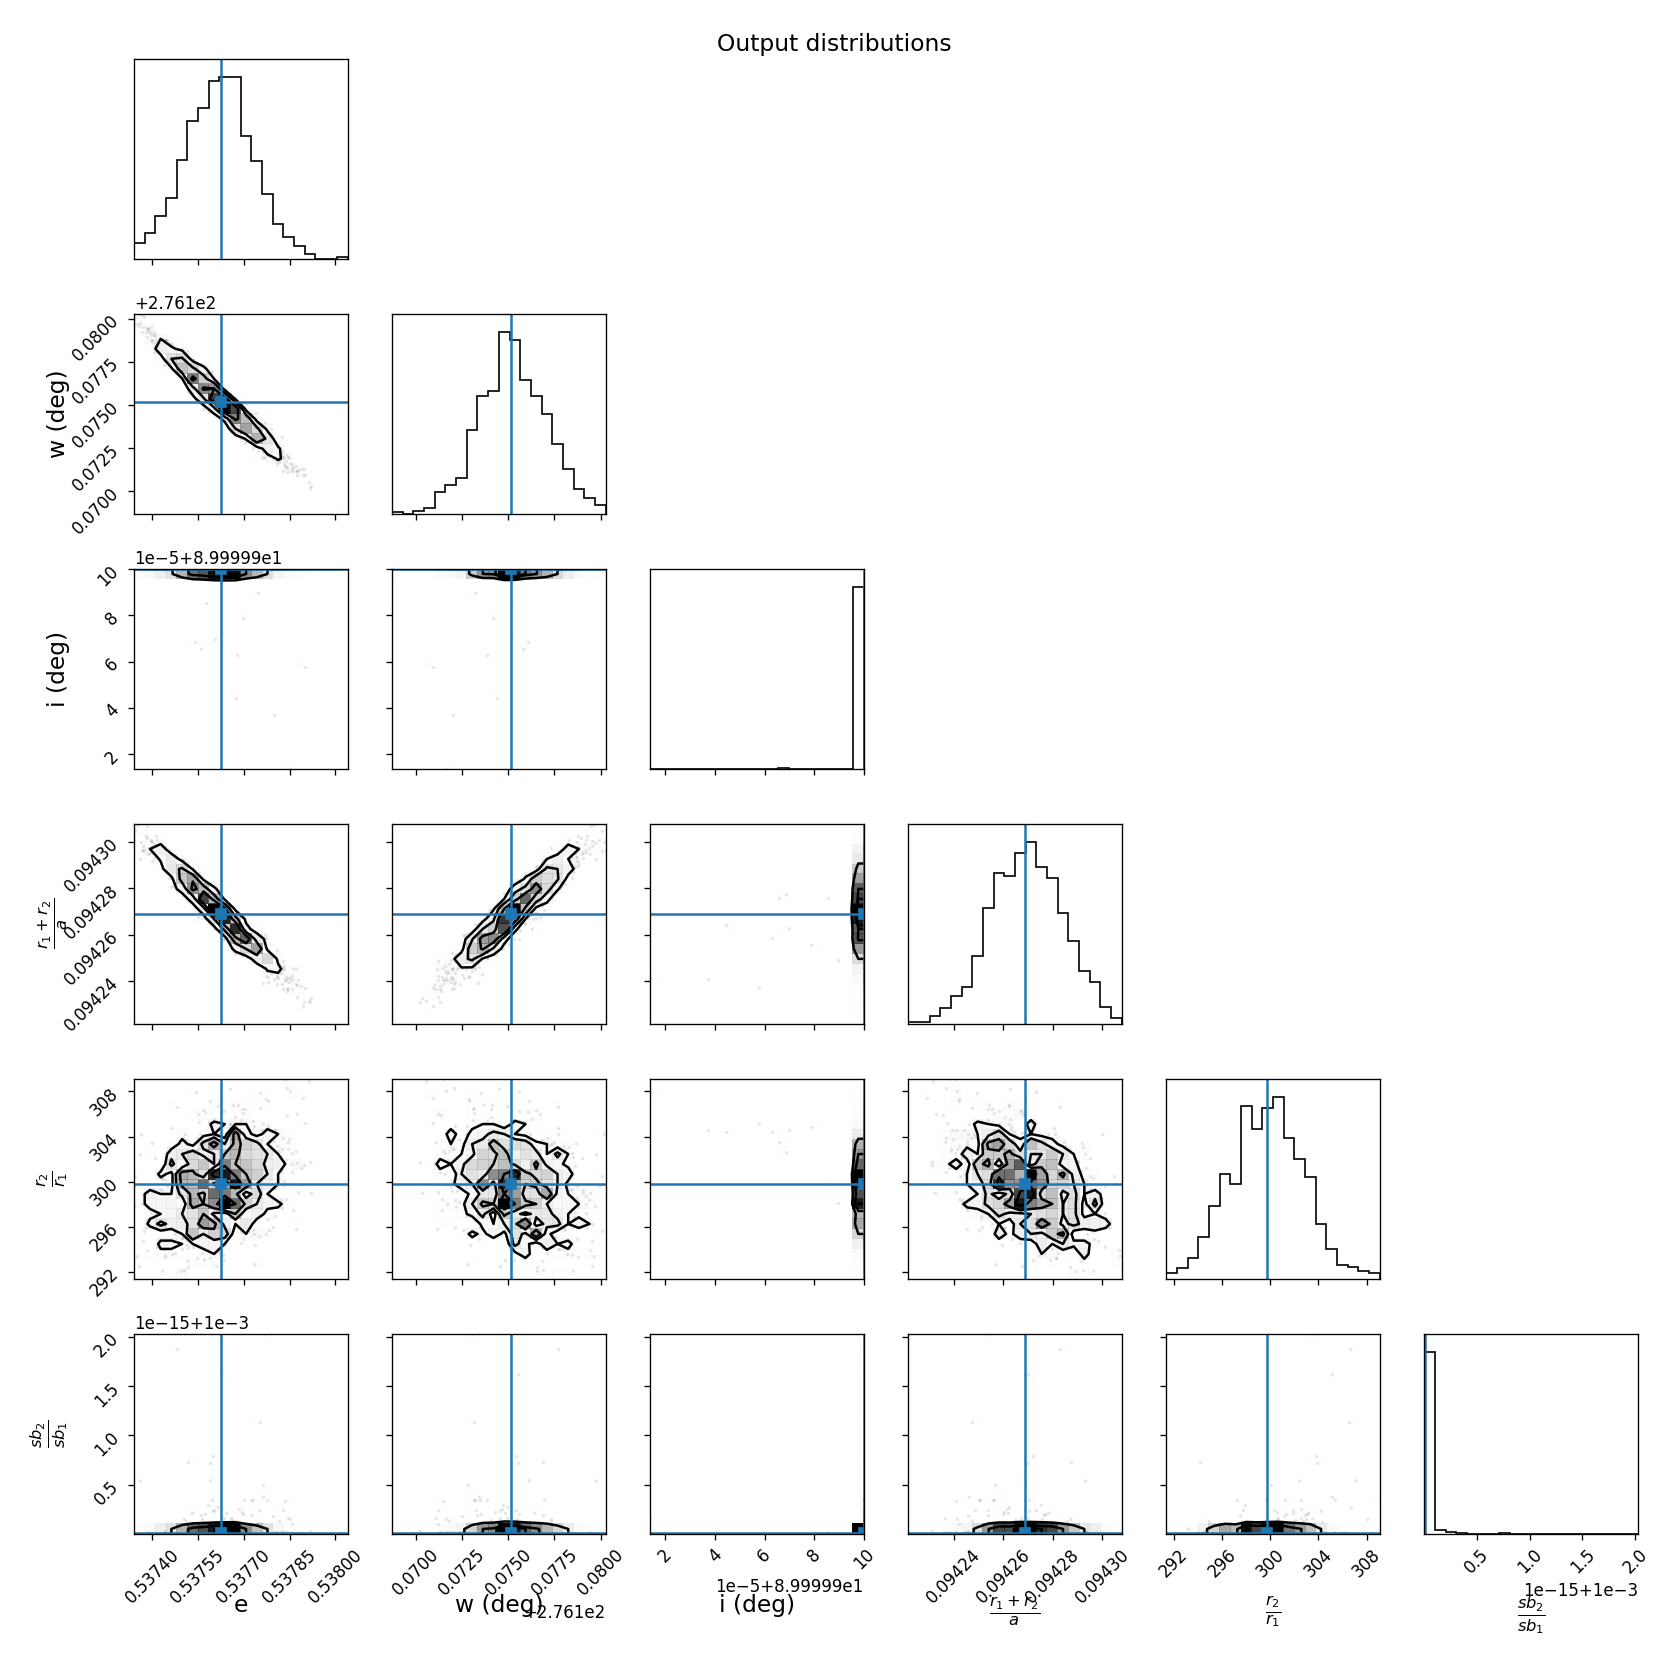 Output distributions
+2.761e2
w (deg)
0.0800
0.0775
0.0750
0.0725
0.0700
1e−5+8.99999e1
i (deg)
10
8
6
4
2
r₁ + r₂
a
0.09430
0.09428
0.09426
0.09424
r₂
r₁
308
304
300
296
292
1e−15+1e−3
sb₂
sb₁
2.0
1.5
1.0
0.5
0.53740 0.53755 0.53770 0.53785 0.53800
e
0.0700 0.0725 0.0750 0.0775 0.0800
w (deg)
+2.761e2
2 4 6 8 10
1e−5+8.99999e1
i (deg)
0.09424 0.09426 0.09428 0.09430
r₁ + r₂
a
292 296 300 304 308
r₂
r₁
0.5 1.0 1.5 2.0
1e−15+1e−3
sb₂
sb₁